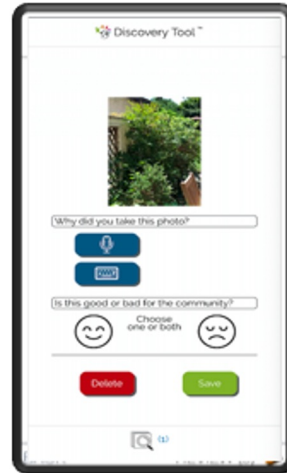 Discovery Tool™
Why did you take this photo?
Is this good or bad for the community?
Choose
one or both
Delete
Save
(1)